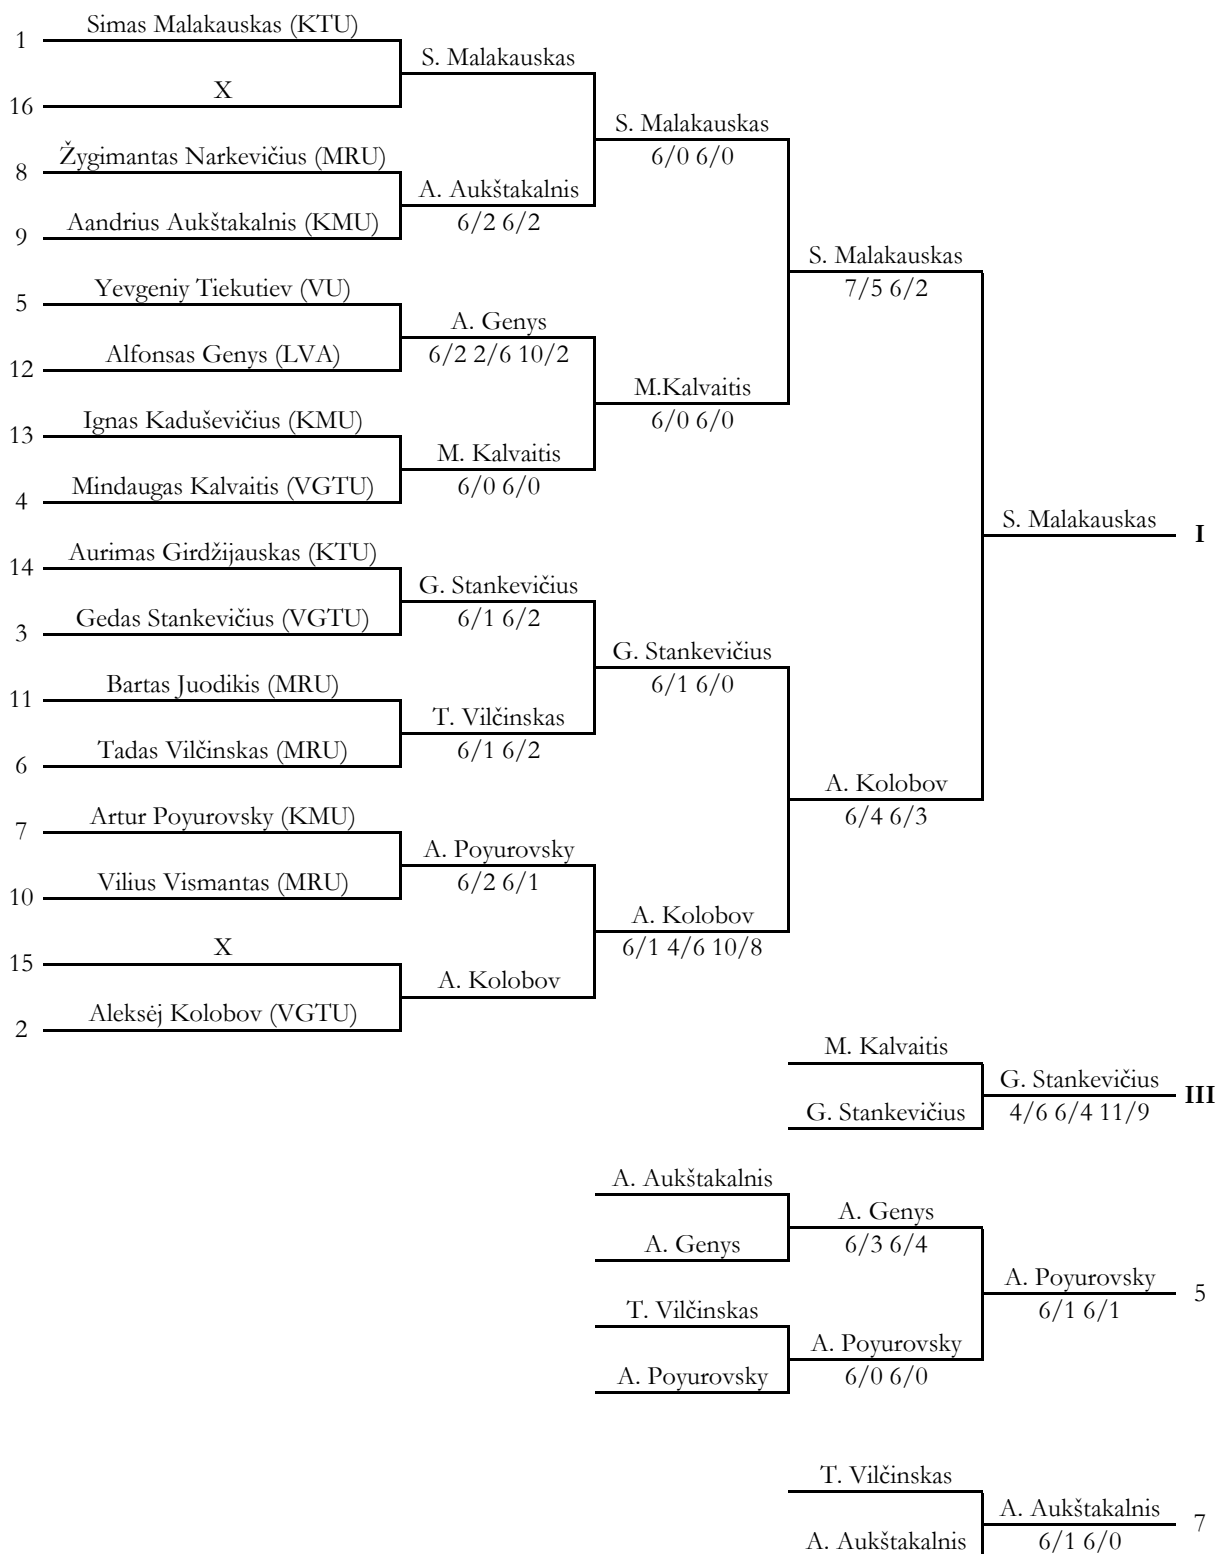 Simas Malakauskas (KTU)
1
S. Malakauskas
X
16
S. Malakauskas
6/0 6/0
Žygimantas Narkevičius (MRU)
8
A. Aukštakalnis
6/2 6/2
Aandrius Aukštakalnis (KMU)
9
S. Malakauskas
7/5 6/2
Yevgeniy Tiekutiev (VU)
5
A. Genys
6/2 2/6 10/2
Alfonsas Genys (LVA)
12
M.Kalvaitis
6/0 6/0
Ignas Kaduševičius (KMU)
13
M. Kalvaitis
6/0 6/0
Mindaugas Kalvaitis (VGTU)
4
S. Malakauskas I
Aurimas Girdžijauskas (KTU)
14
G. Stankevičius
6/1 6/2
Gedas Stankevičius (VGTU)
3
G. Stankevičius
6/1 6/0
Bartas Juodikis (MRU)
11
T. Vilčinskas
6/1 6/2
Tadas Vilčinskas (MRU)
6
A. Kolobov
6/4 6/3
Artur Poyurovsky (KMU)
7
A. Poyurovsky
6/2 6/1
Vilius Vismantas (MRU)
10
A. Kolobov
6/1 4/6 10/8
X
15
A. Kolobov
Aleksėj Kolobov (VGTU)
2
M. Kalvaitis
G. Stankevičius III
4/6 6/4 11/9
G. Stankevičius
A. Aukštakalnis
A. Genys
6/3 6/4
A. Genys
A. Poyurovsky 5
6/1 6/1
T. Vilčinskas
A. Poyurovsky
6/0 6/0
A. Poyurovsky
T. Vilčinskas
A. Aukštakalnis 7
6/1 6/0
A. Aukštakalnis